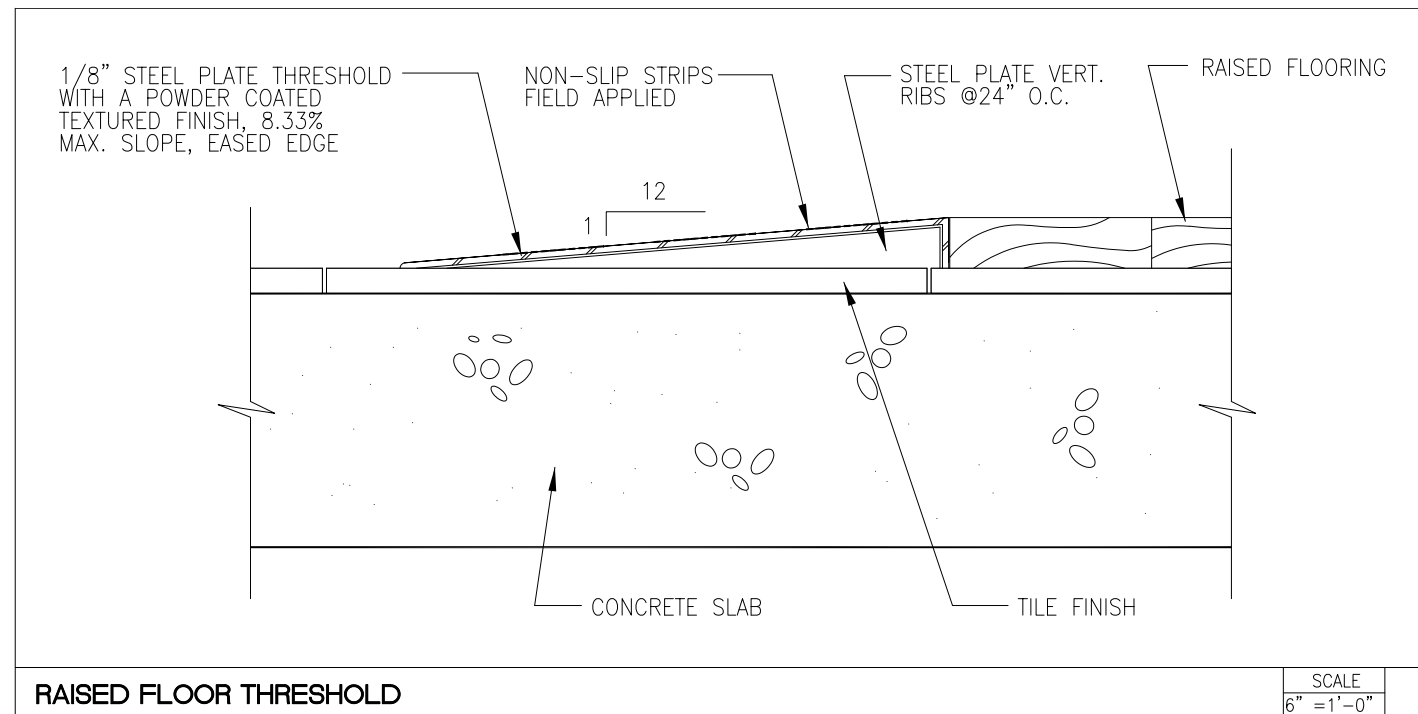 1/8" STEEL PLATE THRESHOLD
WITH A POWDER COATED
TEXTURED FINISH, 8.33%
MAX. SLOPE, EASED EDGE
NON-SLIP STRIPS
FIELD APPLIED
STEEL PLATE VERT.
RIBS @24" O.C.
RAISED FLOORING
12
1
CONCRETE SLAB
TILE FINISH
RAISED FLOOR THRESHOLD
SCALE
6" =1'-0"